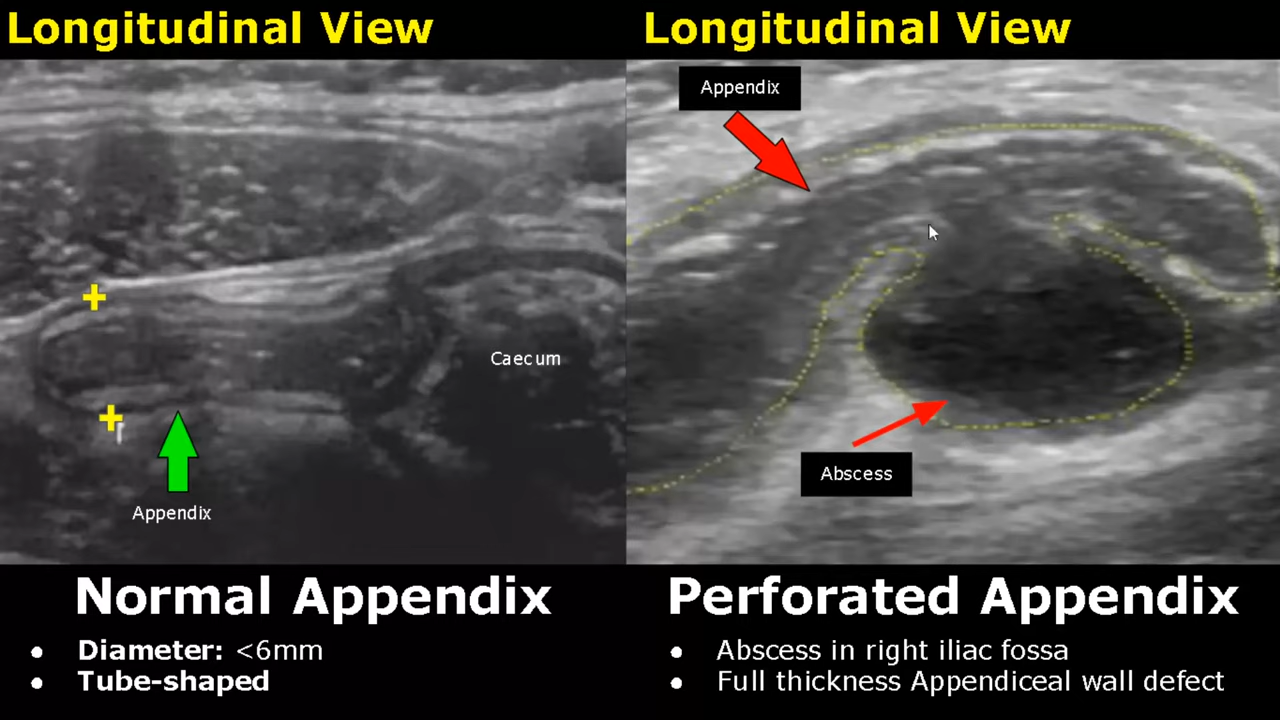 Longitudinal View
Appendix
Caecum
Normal Appendix
• Diameter: <6mm
• Tube-shaped
Longitudinal View
Appendix
Abscess
Perforated Appendix
• Abscess in right iliac fossa
• Full thickness Appendiceal wall defect